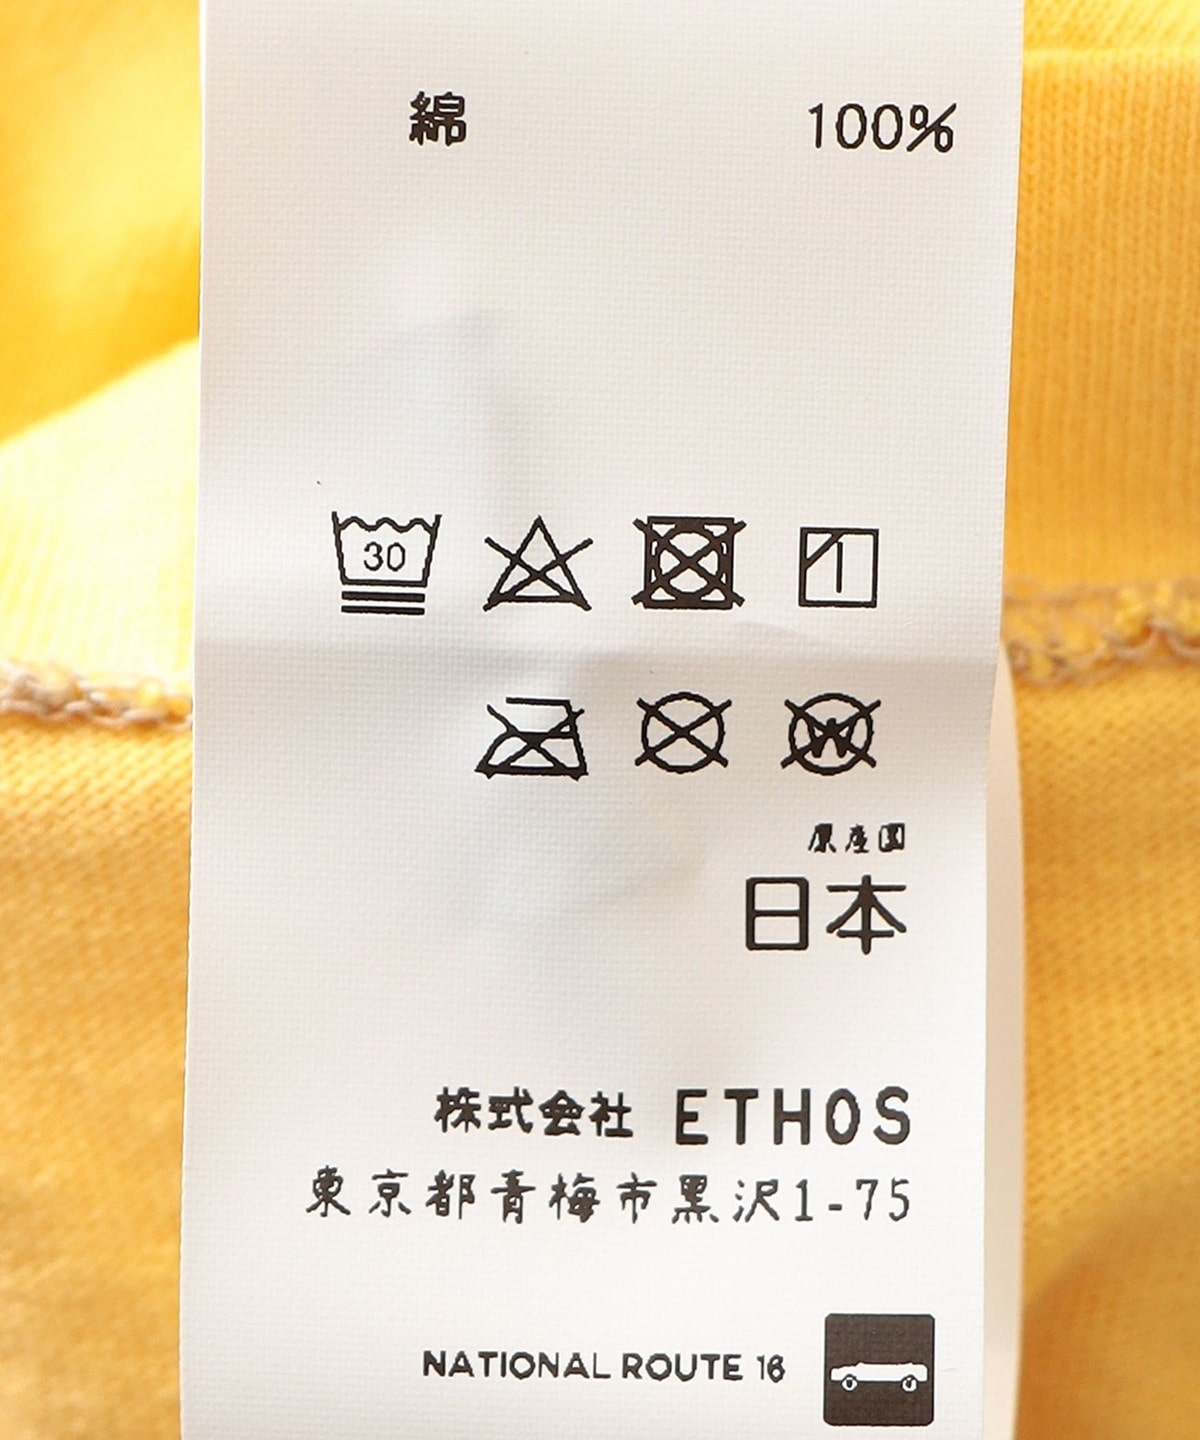 綿 100%
30
W
原産国
日本
株式会社 ETHOS
東京都青梅市黒沢1-75
NATIONAL ROUTE 16